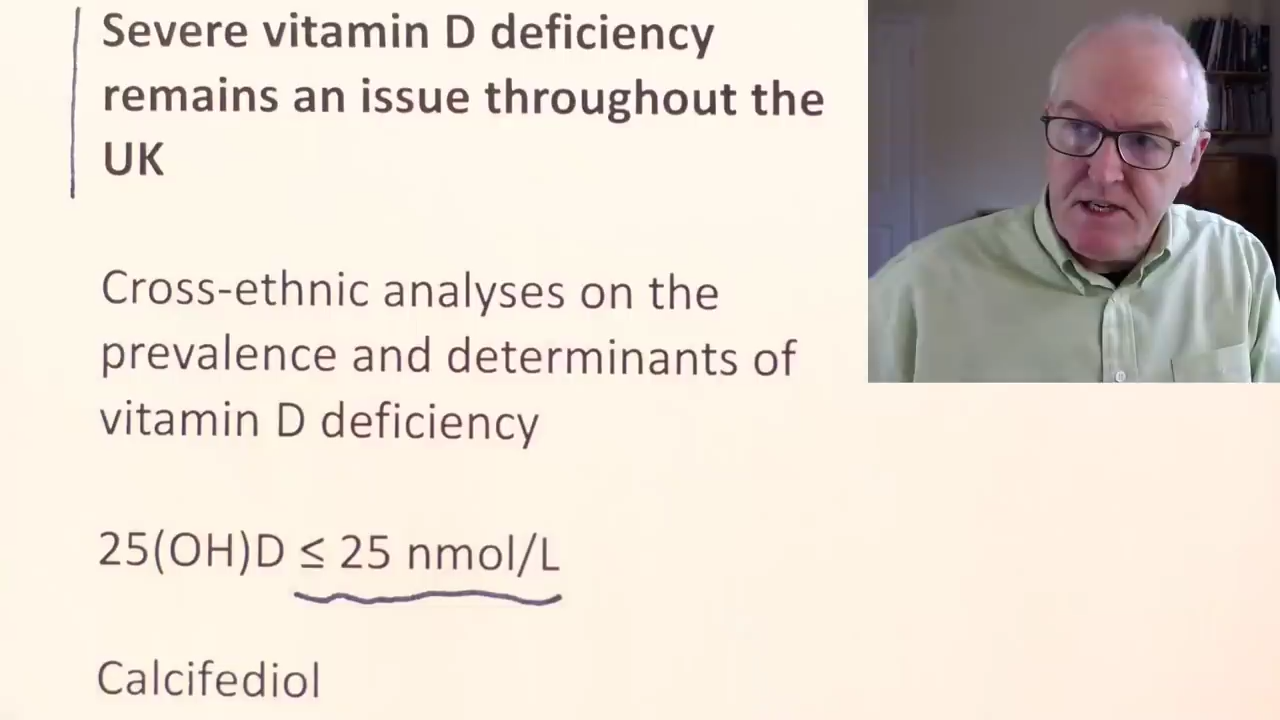 Severe vitamin D deficiency
remains an issue throughout the
UK
Cross-ethnic analyses on the
prevalence and determinants of
vitamin D deficiency
25(OH)D ≤ 25 nmol/L
Calcifediol